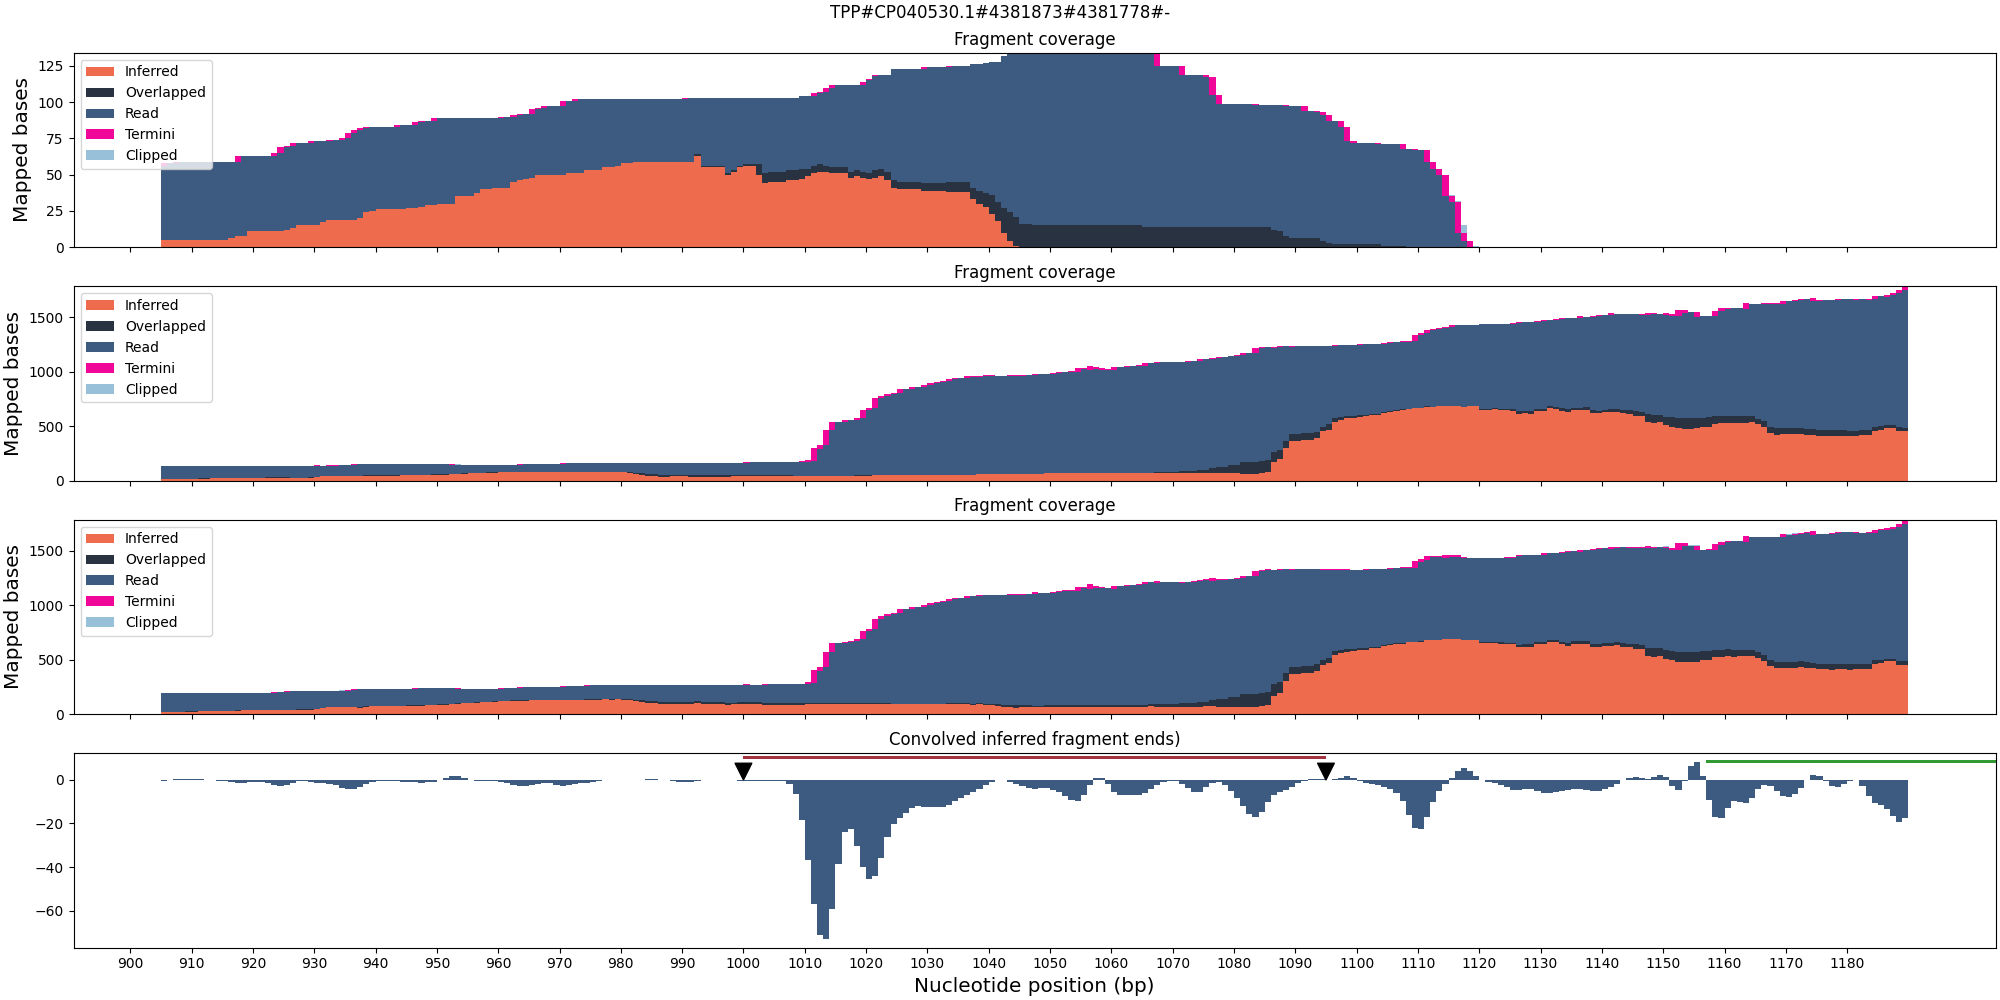 TPP#CP040530.1#4381873#4381778#-
Fragment coverage
Mapped bases
125
100
75
50
25
0
Inferred
Overlapped
Read
Termini
Clipped
Fragment coverage
Mapped bases
1500
1000
500
0
Inferred
Overlapped
Read
Termini
Clipped
Fragment coverage
Mapped bases
1500
1000
500
0
Inferred
Overlapped
Read
Termini
Clipped
Convolved inferred fragment ends)
0
−20
−40
−60
900 910 920 930 940 950 960 970 980 990 1000 1010 1020 1030 1040 1050 1060 1070 1080 1090 1100 1110 1120 1130 1140 1150 1160 1170 1180
Nucleotide position (bp)